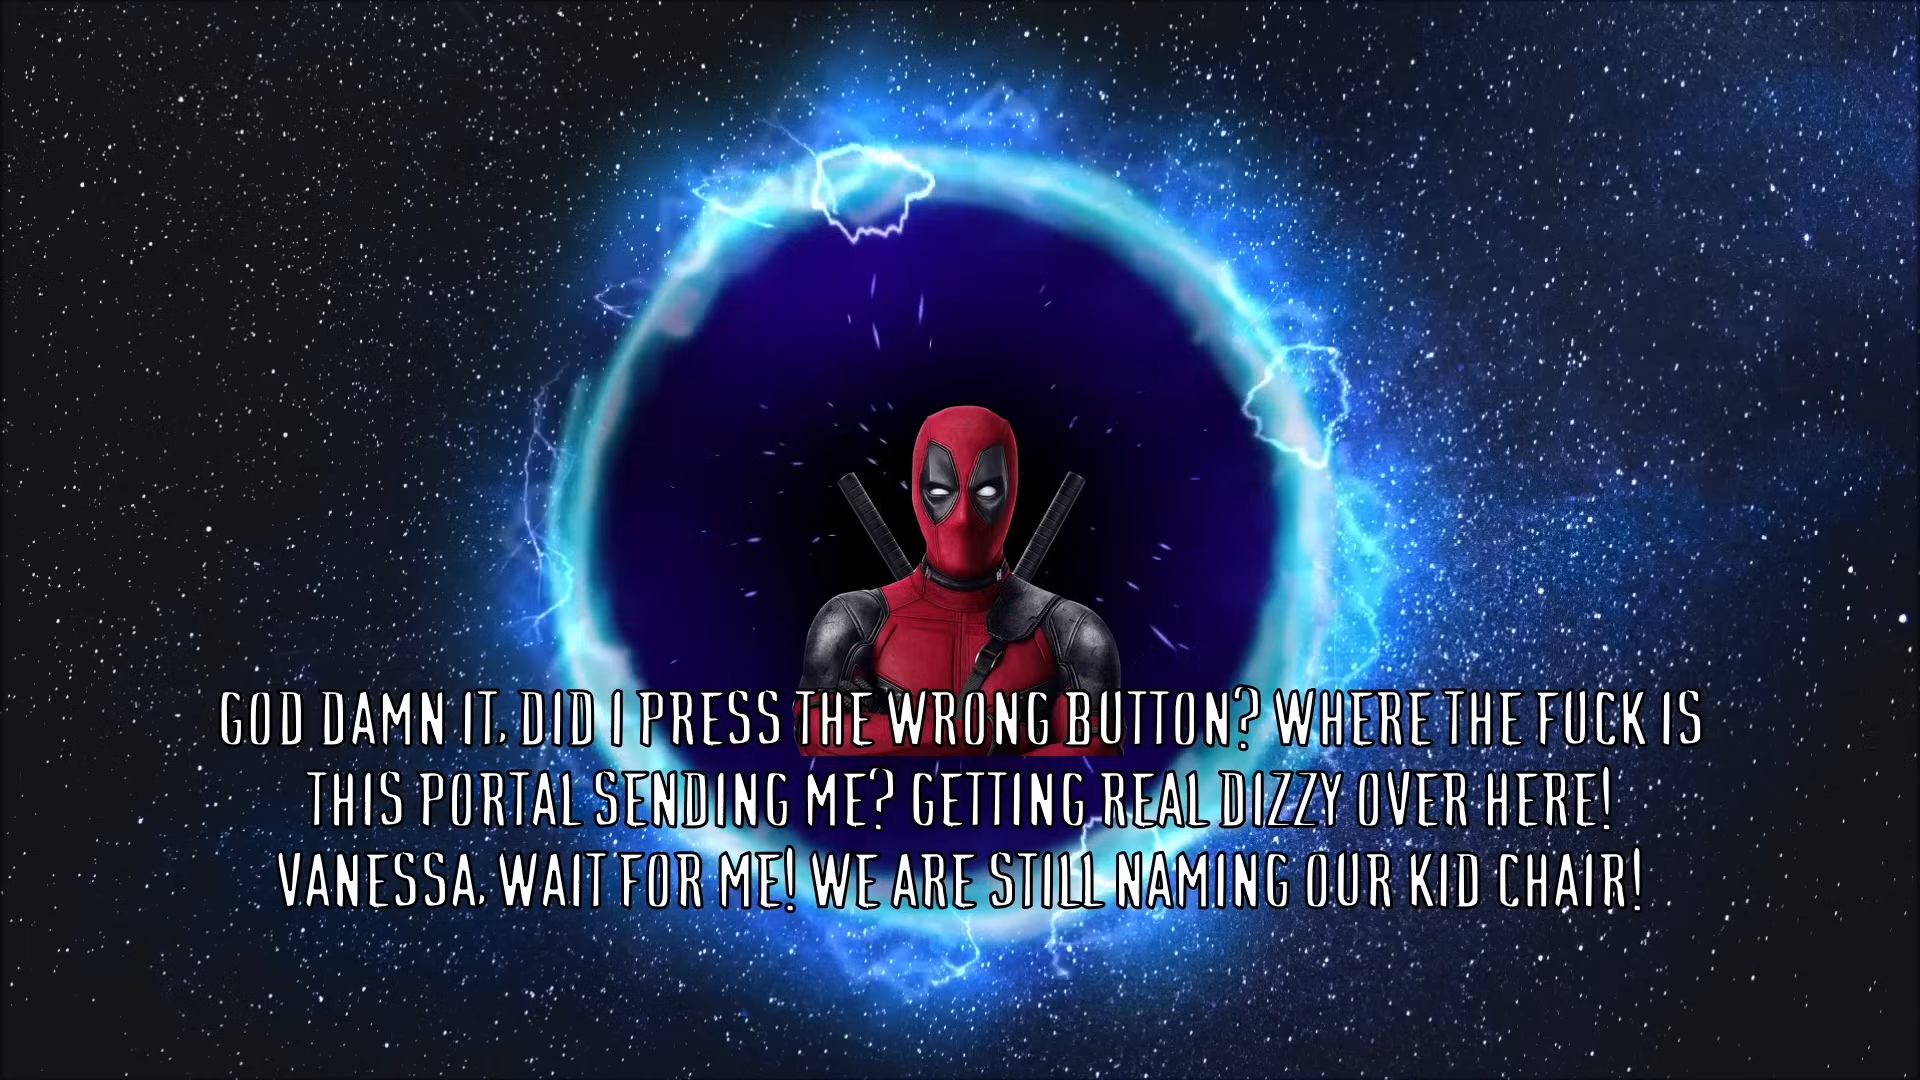 GOD DAMN IT, DID I PRESS THE WRONG BUTTON? WHERE THE FUCK IS
THIS PORTAL SENDING ME? GETTING REAL DIZZY OVER HERE!
VANESSA, WAIT FOR ME! WE ARE STILL NAMING OUR KID CHAIR!